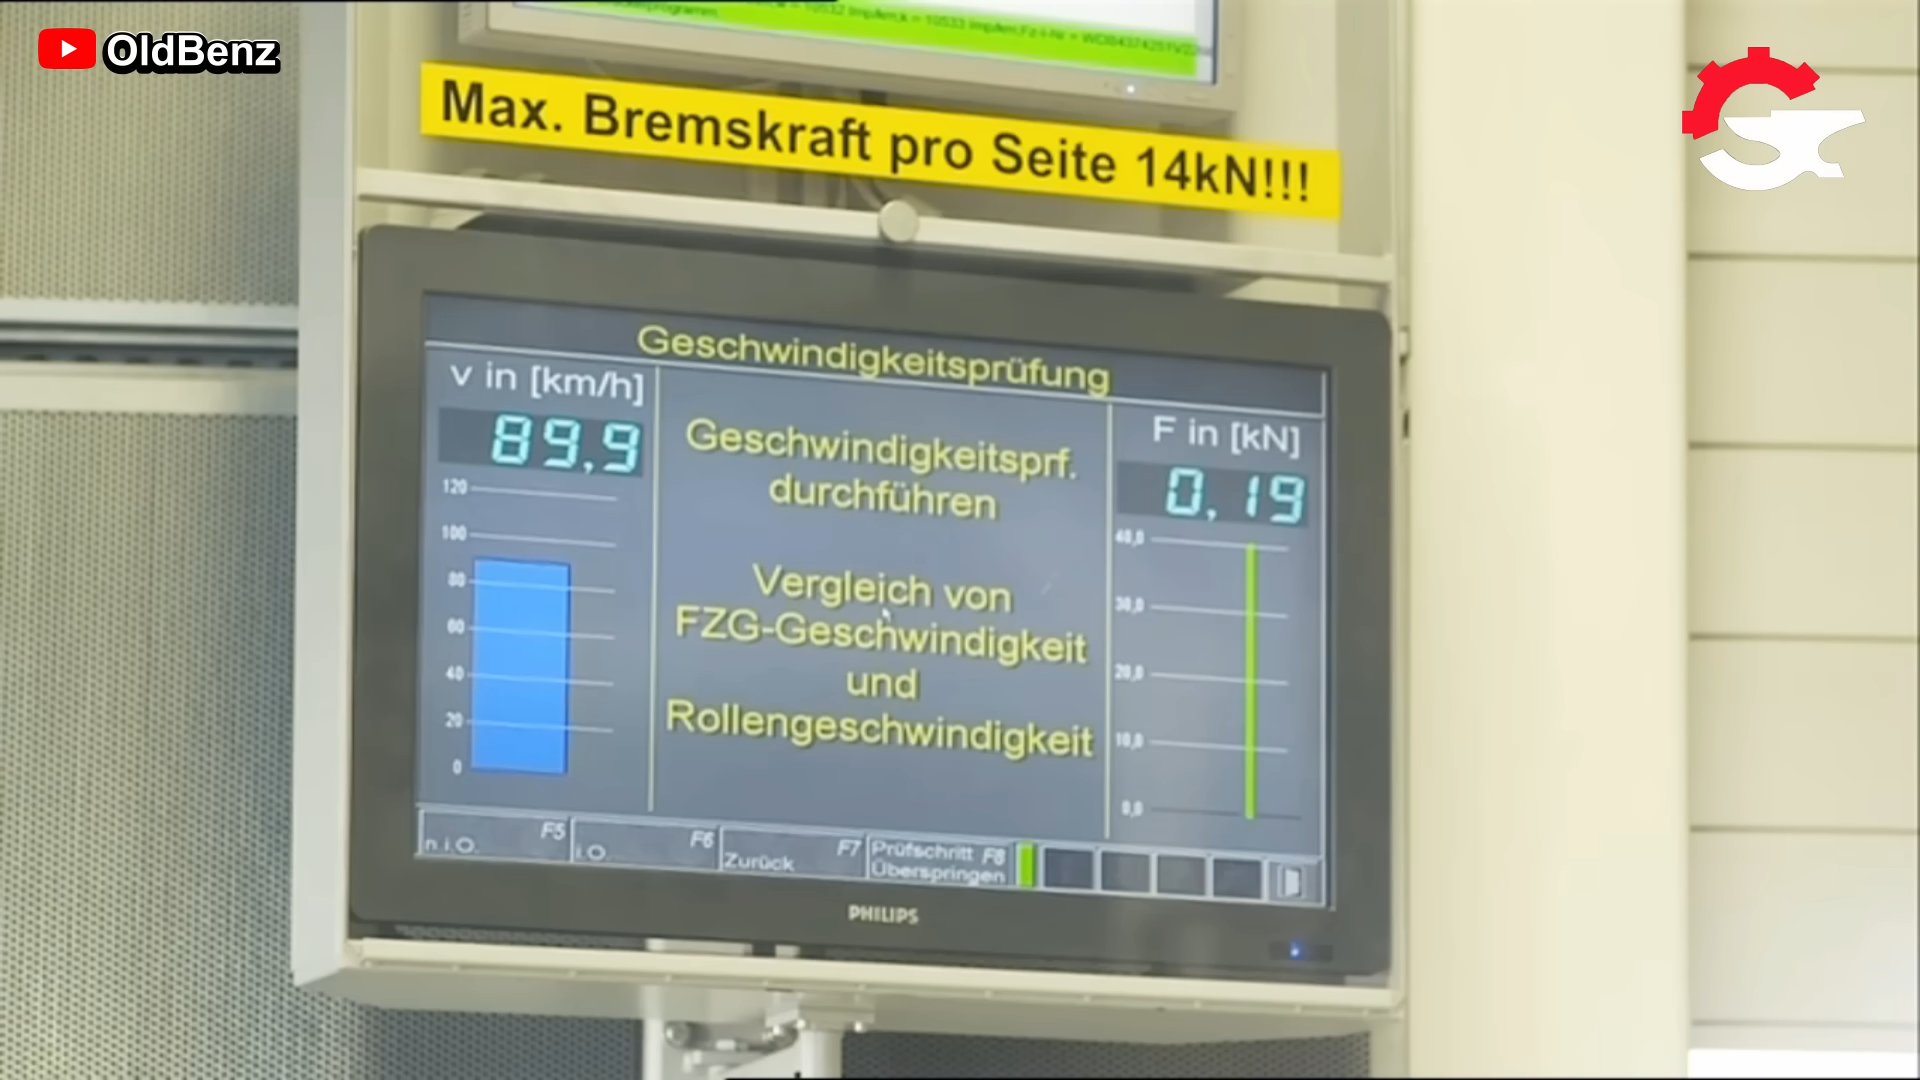 OldBenz
Max. Bremskraft pro Seite 14kN!!!
Geschwindigkeitsprüfung
v in [km/h]
89,9
120
100
80
60
40
20
0
Geschwindigkeitsprf.
durchführen
Vergleich von
FZG-Geschwindigkeit
und
Rollengeschwindigkeit
F in [kN]
0,19
40,0
30,0
20,0
10,0
0,0
F5
n.i.O.
F6
i.O
F7
Zurück
Prüfschritt F8
Überspringen
PHILIPS